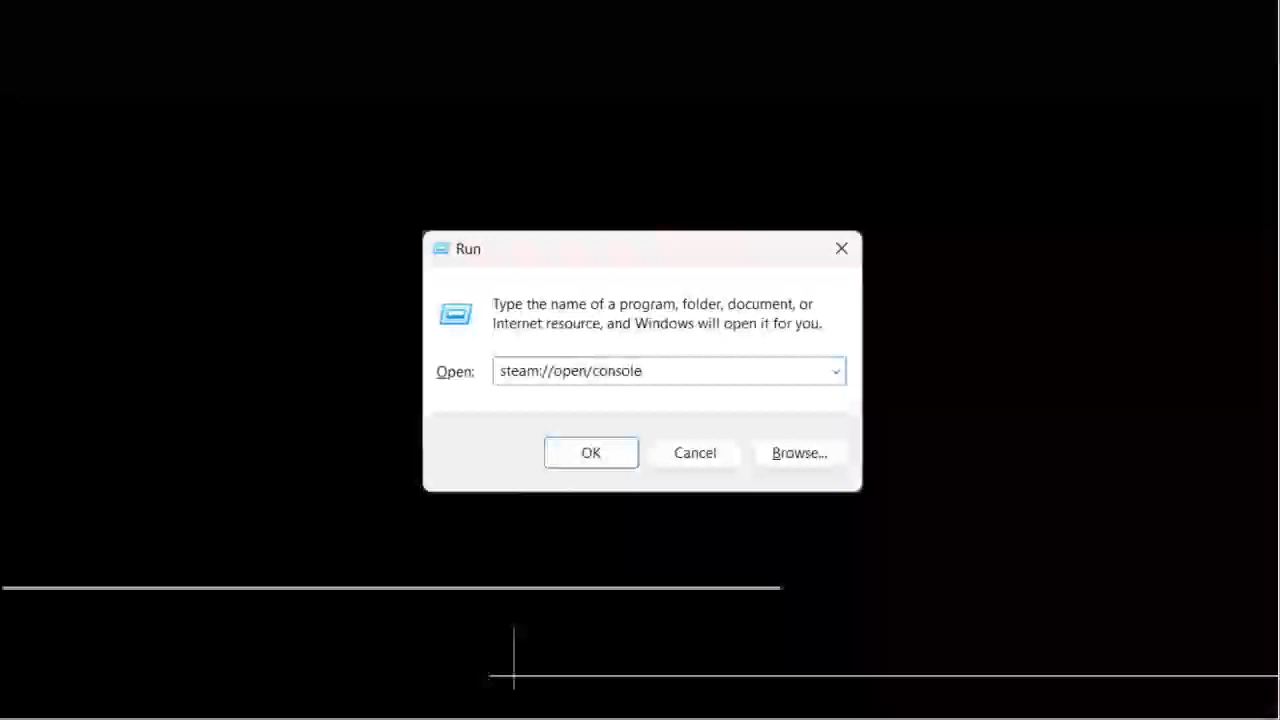 Run
Type the name of a program, folder, document, or
Internet resource, and Windows will open it for you.
Open: steam://open/console
OK Cancel Browse...